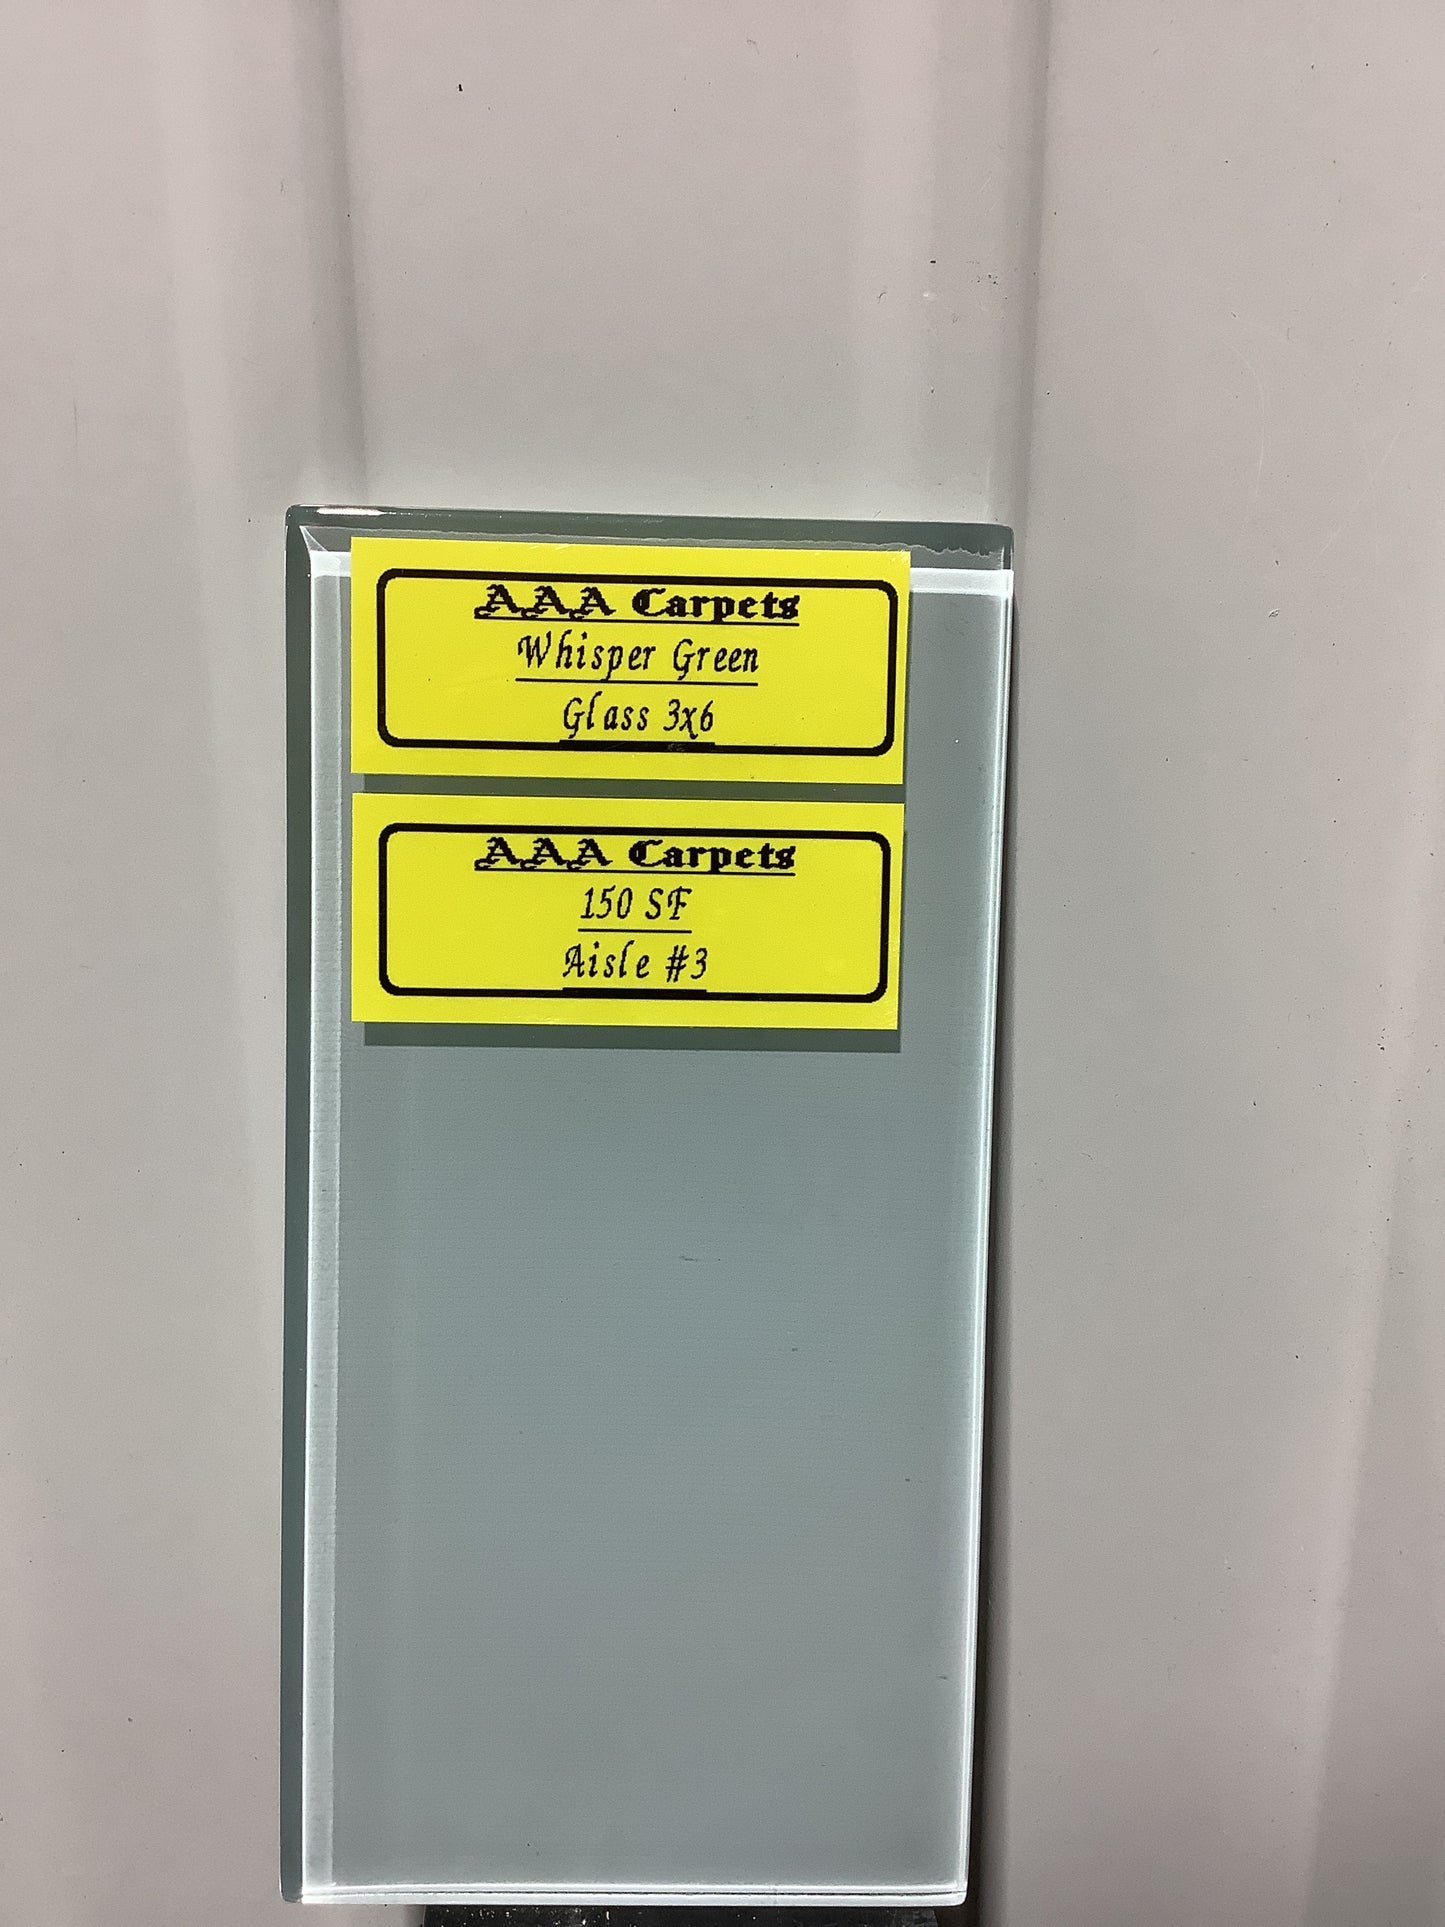 AAA Carpets
Whisper Green
Glass 3x6
AAA Carpets
150 SF
Aisle #3